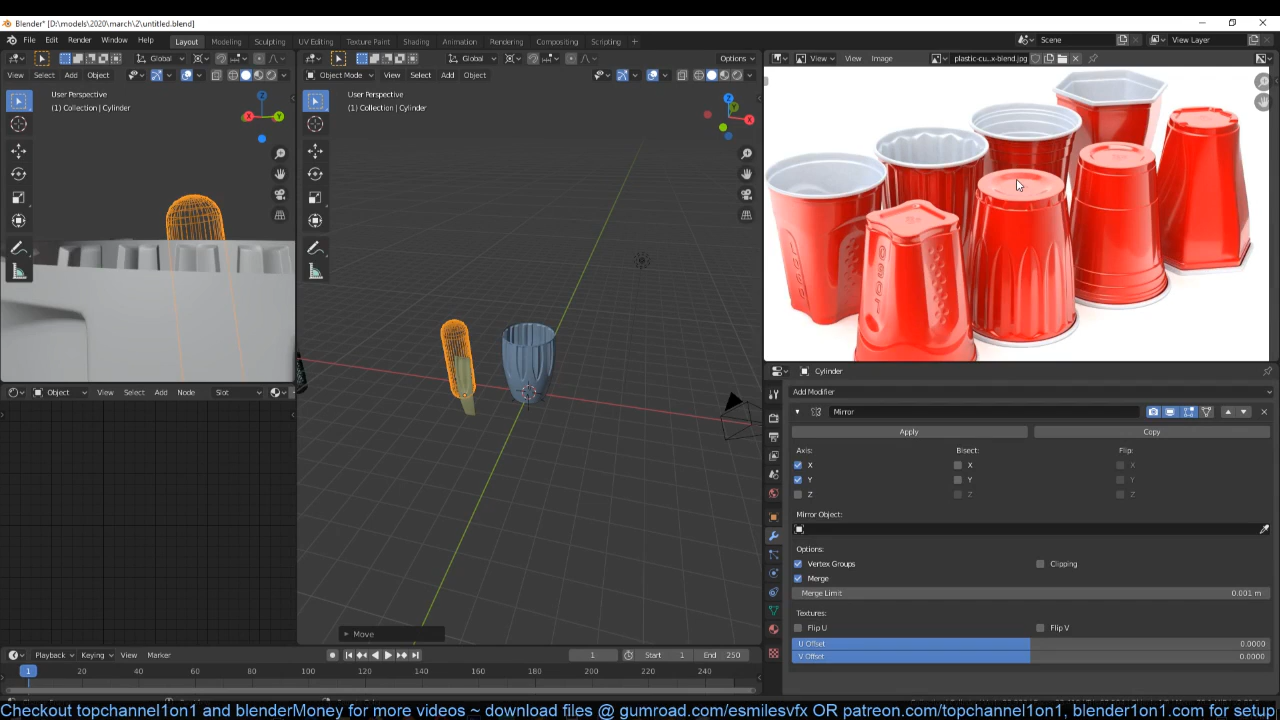 Blender* [D:\models\2020\march\2\untitled.blend]
File Edit Render Window Help Layout Modeling Sculpting UV Editing Texture Paint Shading Animation Rendering Compositing Scripting + Scene View Layer
Global Global Options View Image plastic-cu..x-blend.jpg
View Select Add Object Object Mode View Select Add Object
User Perspective
(1) Collection | Cylinder
User Perspective
(1) Collection | Cylinder
Z
X
Y
Z
Y
X
Cylinder
Add Modifier
Mirror
Apply Copy
Axis: Bisect: Flip:
X X X
Y Y Y
Z Z Z
Mirror Object:
Options:
Vertex Groups Clipping
Merge
Merge Limit 0.001 m
Textures:
Flip U Flip V
U Offset 0.0000
V Offset 0.0000
Object View Select Add Node Slot
Move
Playback Keying View Marker 1 Start 1 End 250
1 20 40 60 80 100 120 140 160 180 200 220 240
Checkout topchannel1on1 and blenderMoney for more videos ~ download files @ gumroad.com/esmilesvfx OR patreon.com/topchannel1on1, blender1on1.com for setup